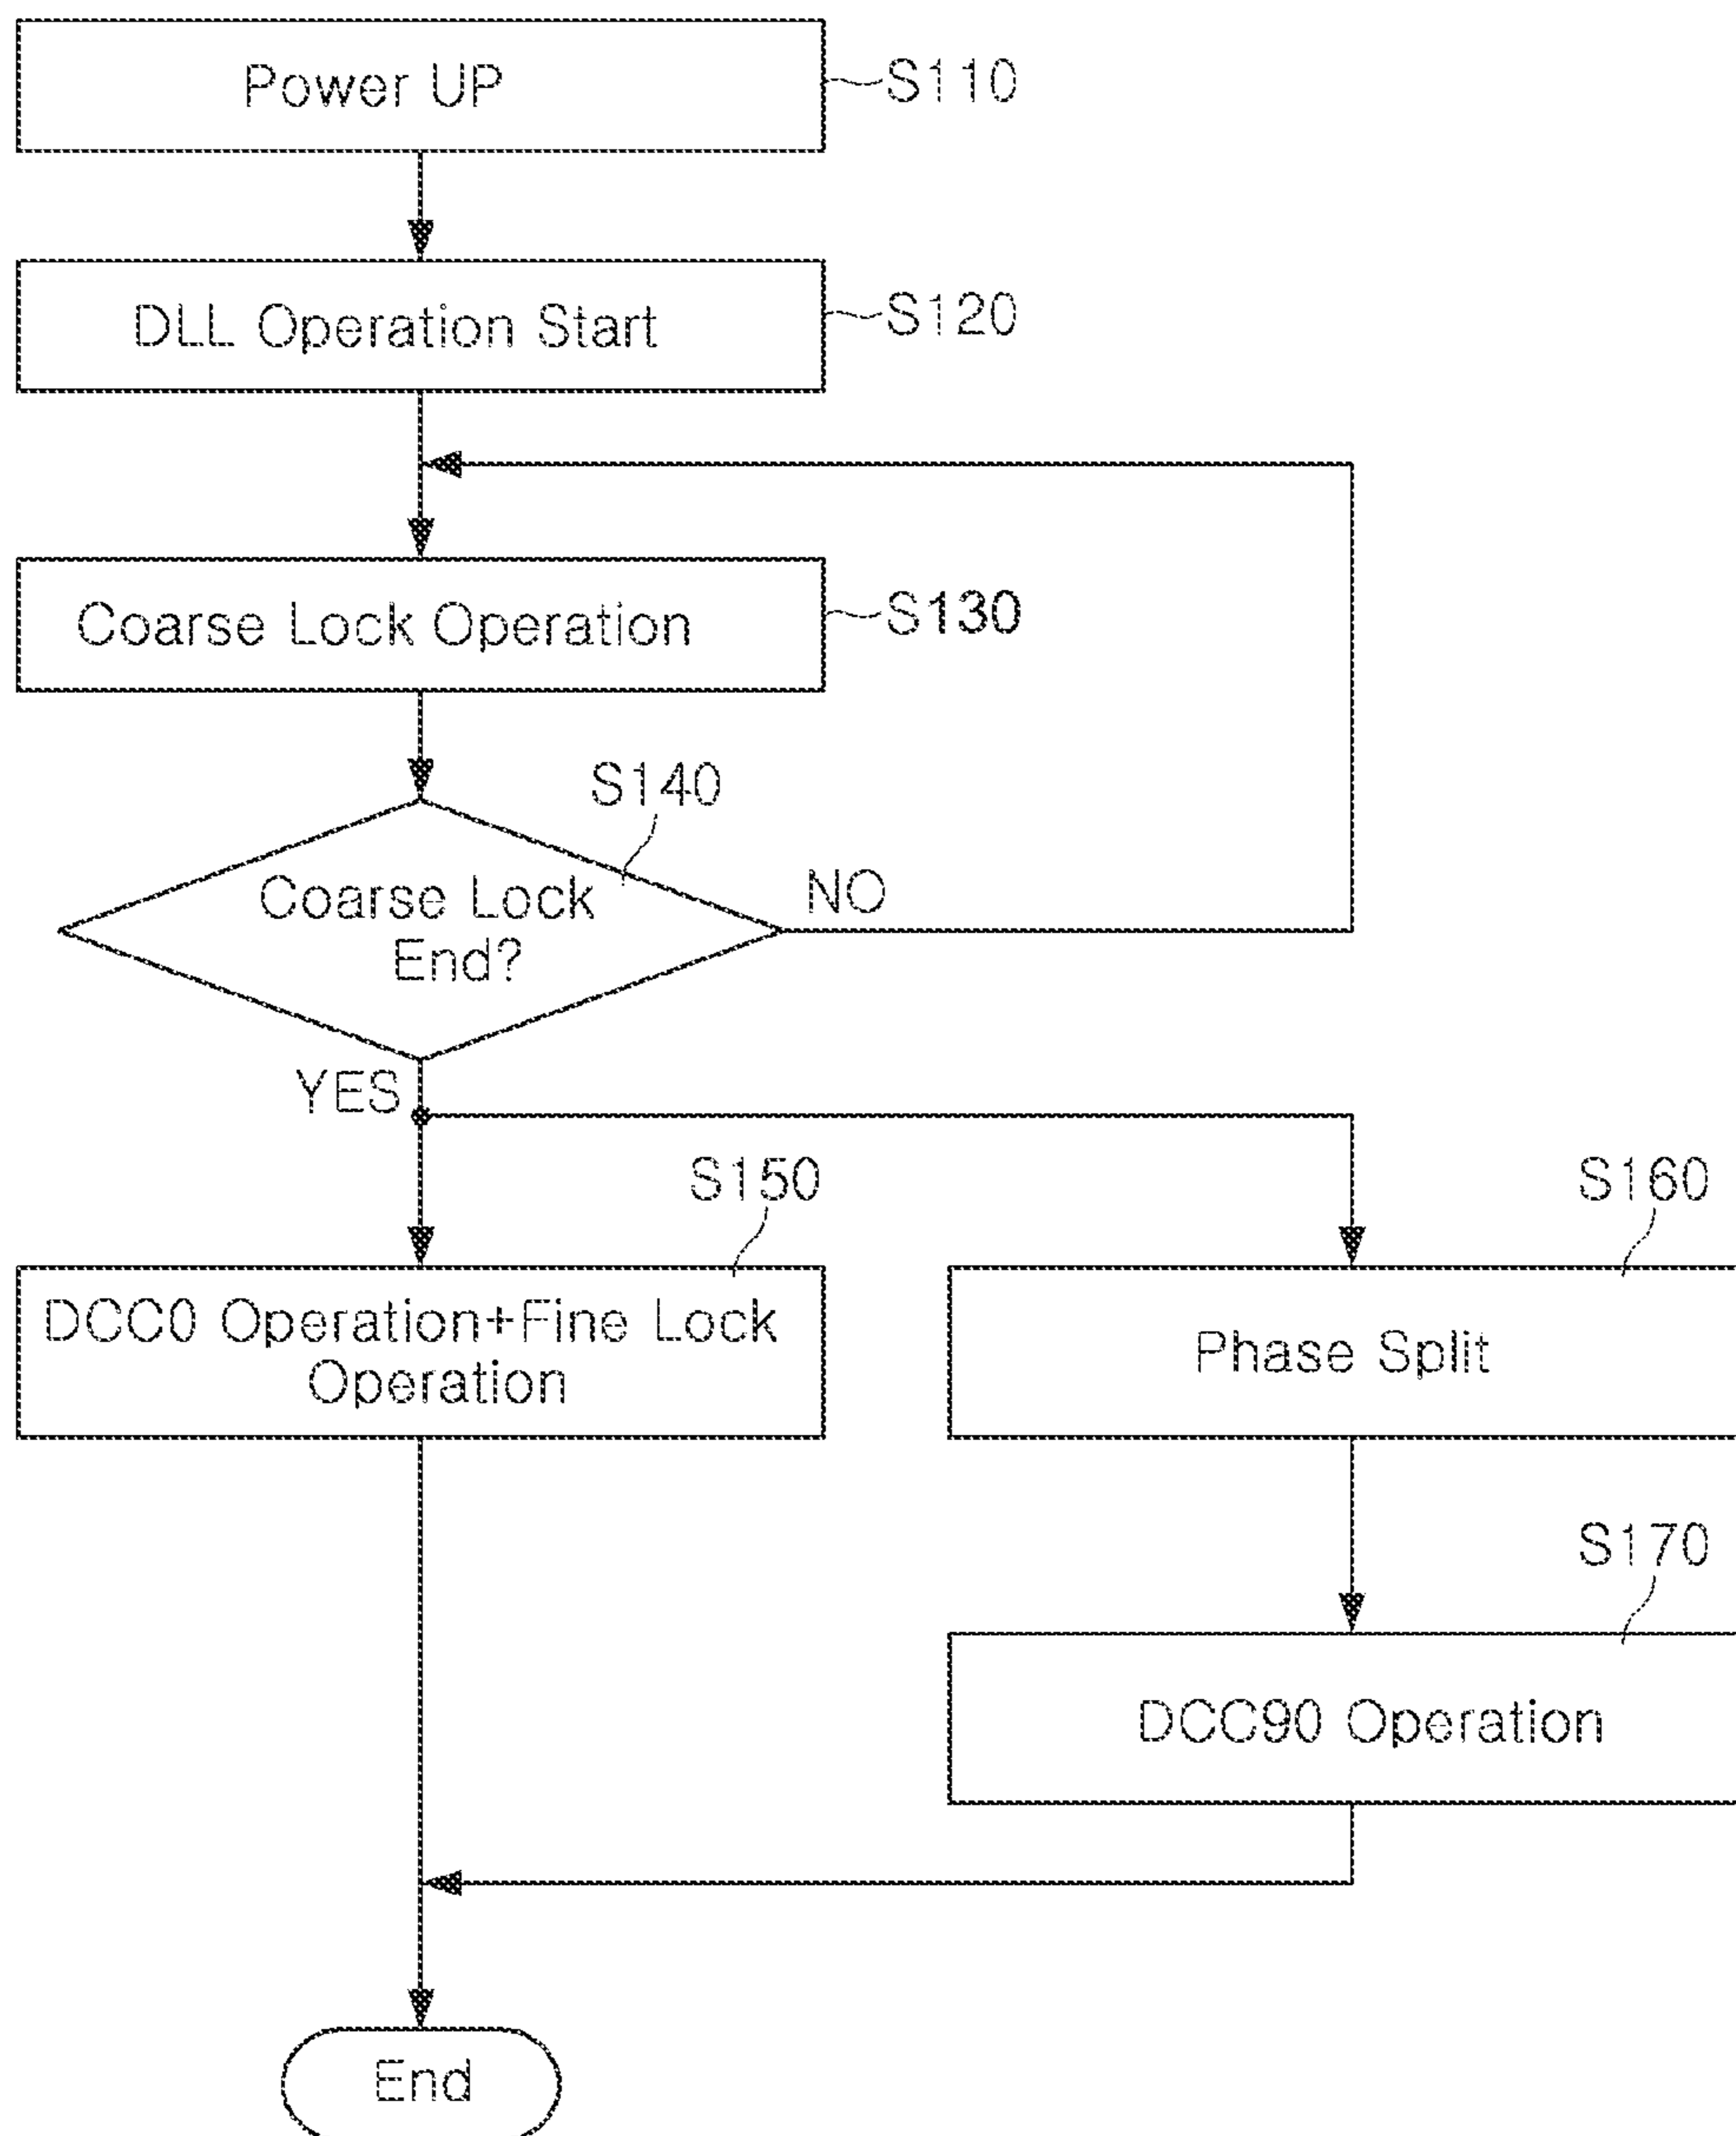 Power UP
S110
DLL Operation Start
S120
Coarse Lock Operation
S130
S140
Coarse Lock
End?
NO
YES
S150
S160
DCC0 Operation+Fine Lock
Operation
Phase Split
S170
DCC90 Operation
End